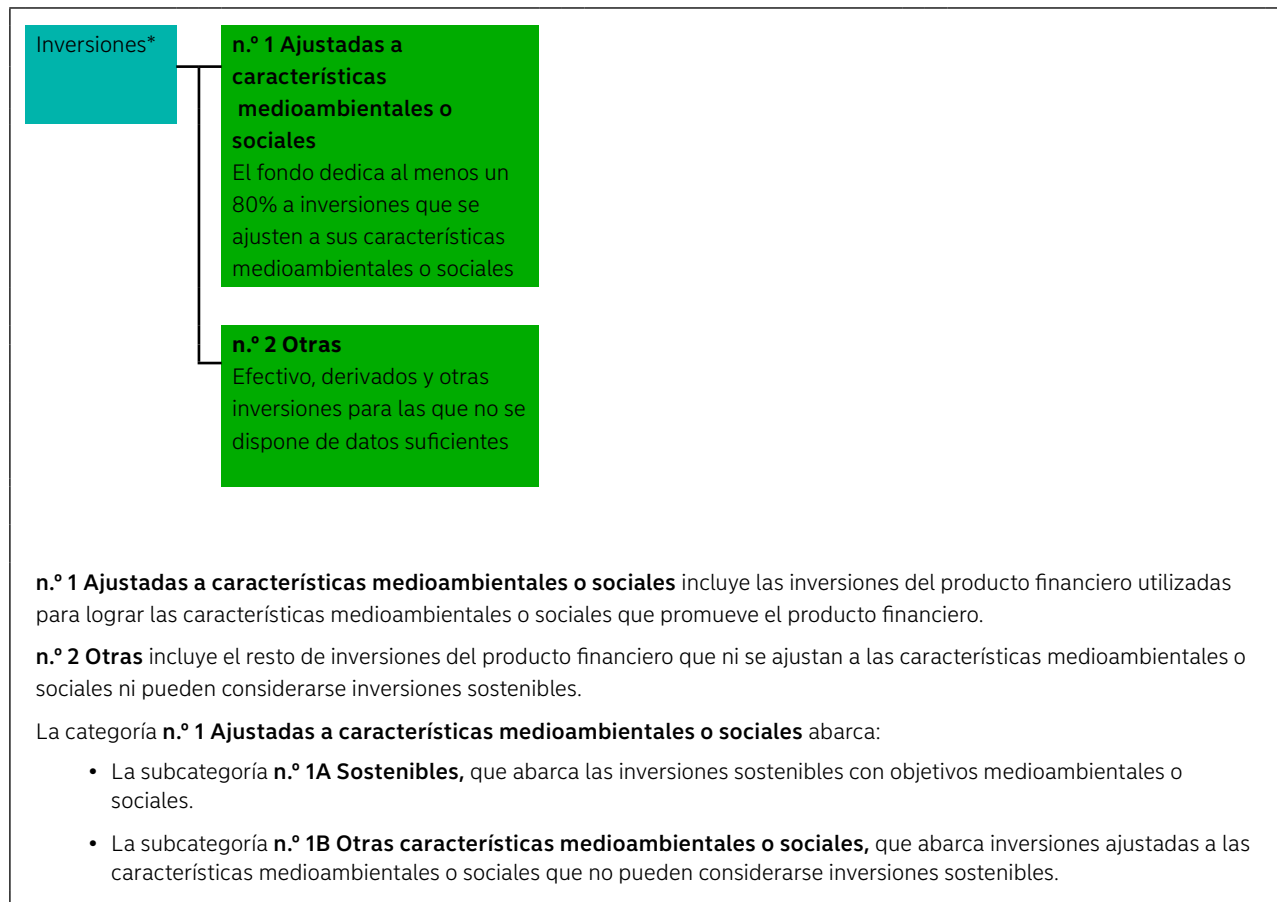 Inversiones*
n.º 1 Ajustadas a
características
medioambientales o
sociales
El fondo dedica al menos un
80% a inversiones que se
ajusten a sus características
medioambientales o sociales
n.º 2 Otras
Efectivo, derivados y otras
inversiones para las que no se
dispone de datos suficientes
n.º 1 Ajustadas a características medioambientales o sociales incluye las inversiones del producto financiero utilizadas
para lograr las características medioambientales o sociales que promueve el producto financiero.
n.º 2 Otras incluye el resto de inversiones del producto financiero que ni se ajustan a las características medioambientales o
sociales ni pueden considerarse inversiones sostenibles.
La categoría n.º 1 Ajustadas a características medioambientales o sociales abarca:
• La subcategoría n.º 1A Sostenibles, que abarca las inversiones sostenibles con objetivos medioambientales o
sociales.
• La subcategoría n.º 1B Otras características medioambientales o sociales, que abarca inversiones ajustadas a las
características medioambientales o sociales que no pueden considerarse inversiones sostenibles.